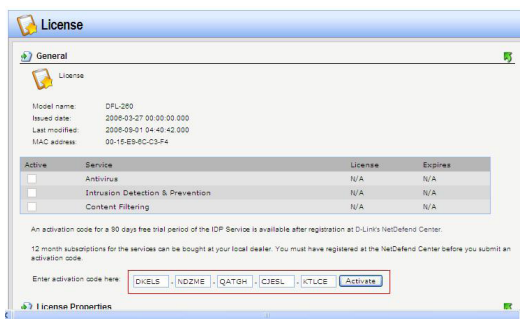 License
General
License
Model name: DFL-260
Issued date: 2006-03-27 00:00:00.000
Last modified: 2006-09-01 04:40:42.000
MAC address: 00-15-E9-6C-C3-F4
Active Service License Expires
Antivirus N/A N/A
Intrusion Detection & Prevention N/A N/A
Content Filtering N/A N/A
An activation code for a 90 days free trial period of the IDP Service is available after registration at D-Link's NetDefend Center.
12 month subscriptions for the services can be bought at your local dealer. You must have registered at the NetDefend Center before you submit an
activation code.
Enter activation code here: DKELS - NDZME - QATGH - CJESL - KTLCE Activate
License Properties